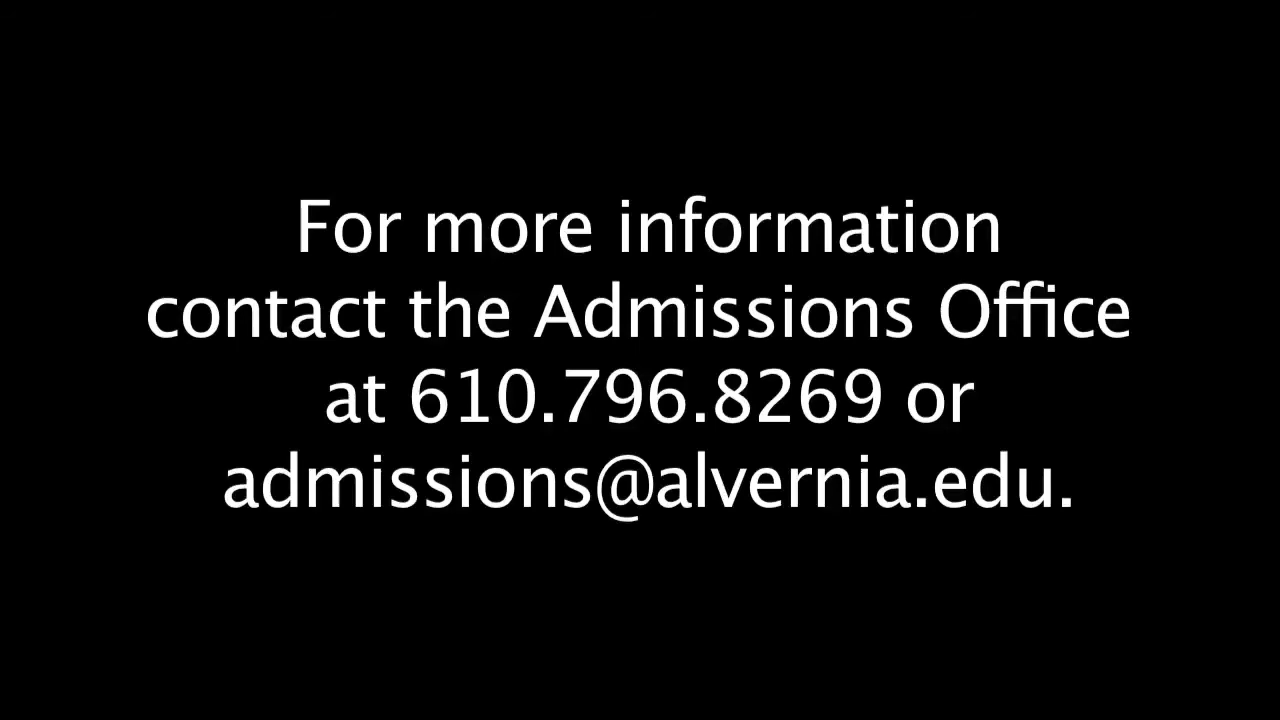 For more information
contact the Admissions Office
at 610.796.8269 or
admissions@alvernia.edu.